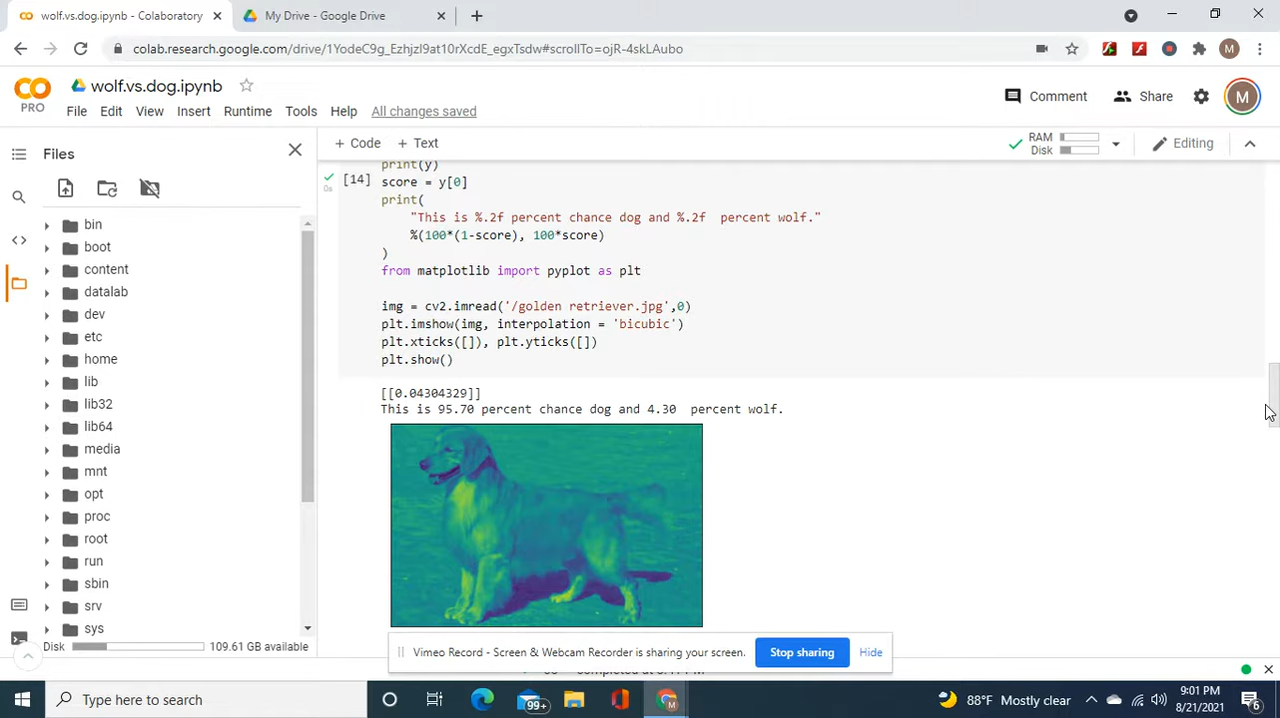 wolf.vs.dog.ipynb - Colaboratory
My Drive - Google Drive
colab.research.google.com/drive/1YodeC9g_EzhjzI9at10rXcdE_egxTsdw#scrollTo=ojR-4skLAubo
M
PRO
wolf.vs.dog.ipynb
File Edit View Insert Runtime Tools Help All changes saved
Comment Share M
Files
+ Code + Text
RAM
Disk
Editing
bin
boot
content
datalab
dev
etc
home
lib
lib32
lib64
media
mnt
opt
proc
root
run
sbin
srv
sys
Disk 109.61 GB available
print(y)
[14] score = y[0]
print(
"This is %.2f percent chance dog and %.2f  percent wolf."
%(100*(1-score), 100*score)
)
from matplotlib import pyplot as plt
img = cv2.imread('/golden retriever.jpg',0)
plt.imshow(img, interpolation = 'bicubic')
plt.xticks([]), plt.yticks([])
plt.show()
[[0.04304329]]
This is 95.70 percent chance dog and 4.30  percent wolf.
Vimeo Record - Screen & Webcam Recorder is sharing your screen. Stop sharing Hide
Type here to search
99+
88°F Mostly clear
9:01 PM
8/21/2021
6